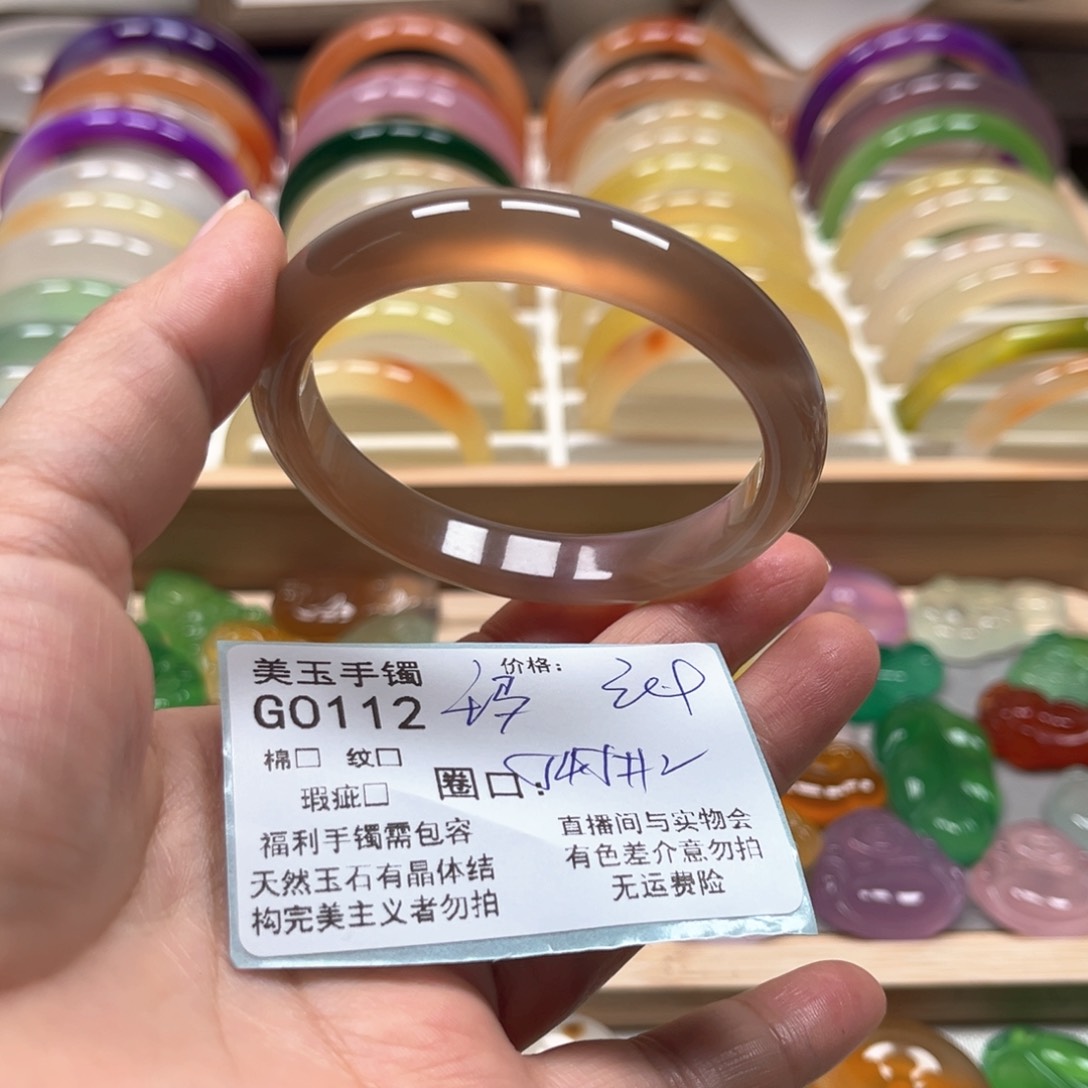 美玉手镯
价格:
GO112
棉□ 纹□
瑕疵□
圈口:
福利手镯需包容
天然玉石有晶体结
构完美主义者勿拍
直播间与实物会
有色差介意勿拍
无运费险